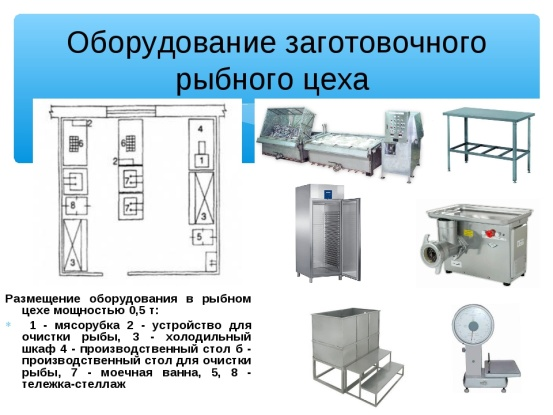 Оборудование заготовочного
рыбного цеха
2
6
2
6
4
1
7
7
8
3
5
3
Размещение оборудования в рыбном
цехе мощностью 0,5 т:
1 - мясорубка 2 - устройство для
очистки рыбы, 3 - холодильный
шкаф 4 - производственный стол б -
производственный стол для очистки
рыбы, 7 - моечная ванна, 5, 8 -
тележка-стеллаж